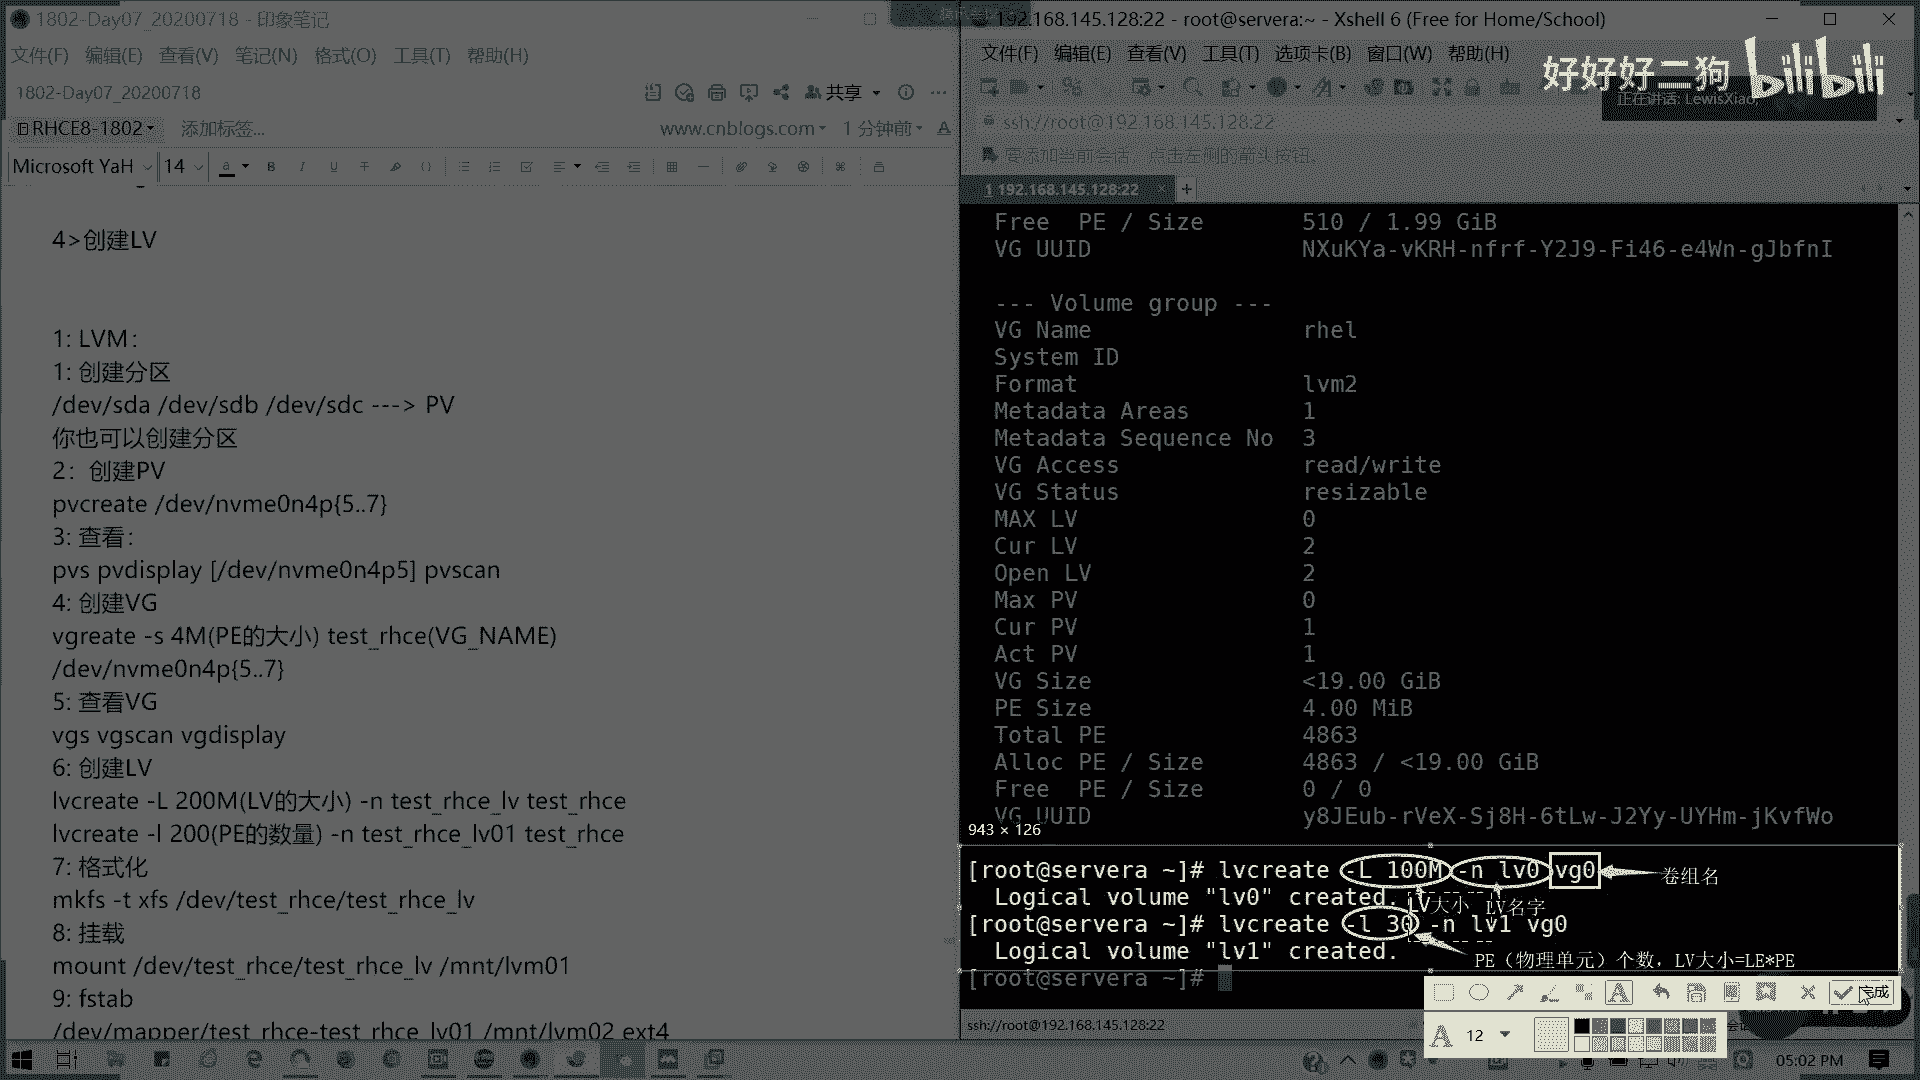 1802-Day07_20200718 - 印象笔记
文件(F) 编辑(E) 查看(V) 笔记(N) 格式(O) 工具(T) 帮助(H)
1802-Day07_20200718
共享
RHCE8-1802
添加标签...
www.cnblogs.com
1 分钟前
Microsoft YaH
14
4>创建LV
1: LVM:
1: 创建分区
/dev/sda /dev/sdb /dev/sdc ---> PV
你也可以创建分区
2: 创建PV
pvcreate /dev/nvme0n4p{5..7}
3: 查看:
pvs pvdisplay [/dev/nvme0n4p5] pvscan
4: 创建VG
vgreate -s 4M(PE的大小) test_rhce(VG_NAME)
/dev/nvme0n4p{5..7}
5: 查看VG
vgs vgscan vgdisplay
6: 创建LV
lvcreate -L 200M(LV的大小) -n test_rhce_lv test_rhce
lvcreate -l 200(PE的数量) -n test_rhce_lv01 test_rhce
7: 格式化
mkfs -t xfs /dev/test_rhce/test_rhce_lv
8: 挂载
mount /dev/test_rhce/test_rhce_lv /mnt/lvm01
9: fstab
/dev/mapper/test_rhce-test_rhce_lv01 /mnt/lvm02 ext4
192.168.145.128:22 - root@servera:~ - Xshell 6 (Free for Home/School)
文件(F) 编辑(E) 查看(V) 工具(T) 选项卡(B) 窗口(W) 帮助(H)
好好好二狗 bilibili
正在讲话: LewisXiao;
ssh://root@192.168.145.128:22
要添加当前会话，点击左侧的箭头按钮。
1 192.168.145.128:22
Free PE / Size 510 / 1.99 GiB
VG UUID NXuKYa-vKRH-nfrf-Y2J9-Fi46-e4Wn-gJbfnI
--- Volume group ---
VG Name rhel
System ID
Format lvm2
Metadata Areas 1
Metadata Sequence No 3
VG Access read/write
VG Status resizable
MAX LV 0
Cur LV 2
Open LV 2
Max PV 0
Cur PV 1
Act PV 1
VG Size <19.00 GiB
PE Size 4.00 MiB
Total PE 4863
Alloc PE / Size 4863 / <19.00 GiB
Free PE / Size 0 / 0
VG UUID y8JEub-rVeX-Sj8H-6tLw-J2Yy-UYHm-jKvfWo
943 × 126
[root@servera ~]# lvcreate -L 100M -n lv0 vg0
卷组名
Logical volume "lv0" created.
LV大小 LV名字
[root@servera ~]# lvcreate -l 30 -n lv1 vg0
Logical volume "lv1" created.
PE（物理单元）个数，LV大小=LE*PE
[root@servera ~]#
完成
12
ssh://root@192.168.145.128:22
05:02 PM